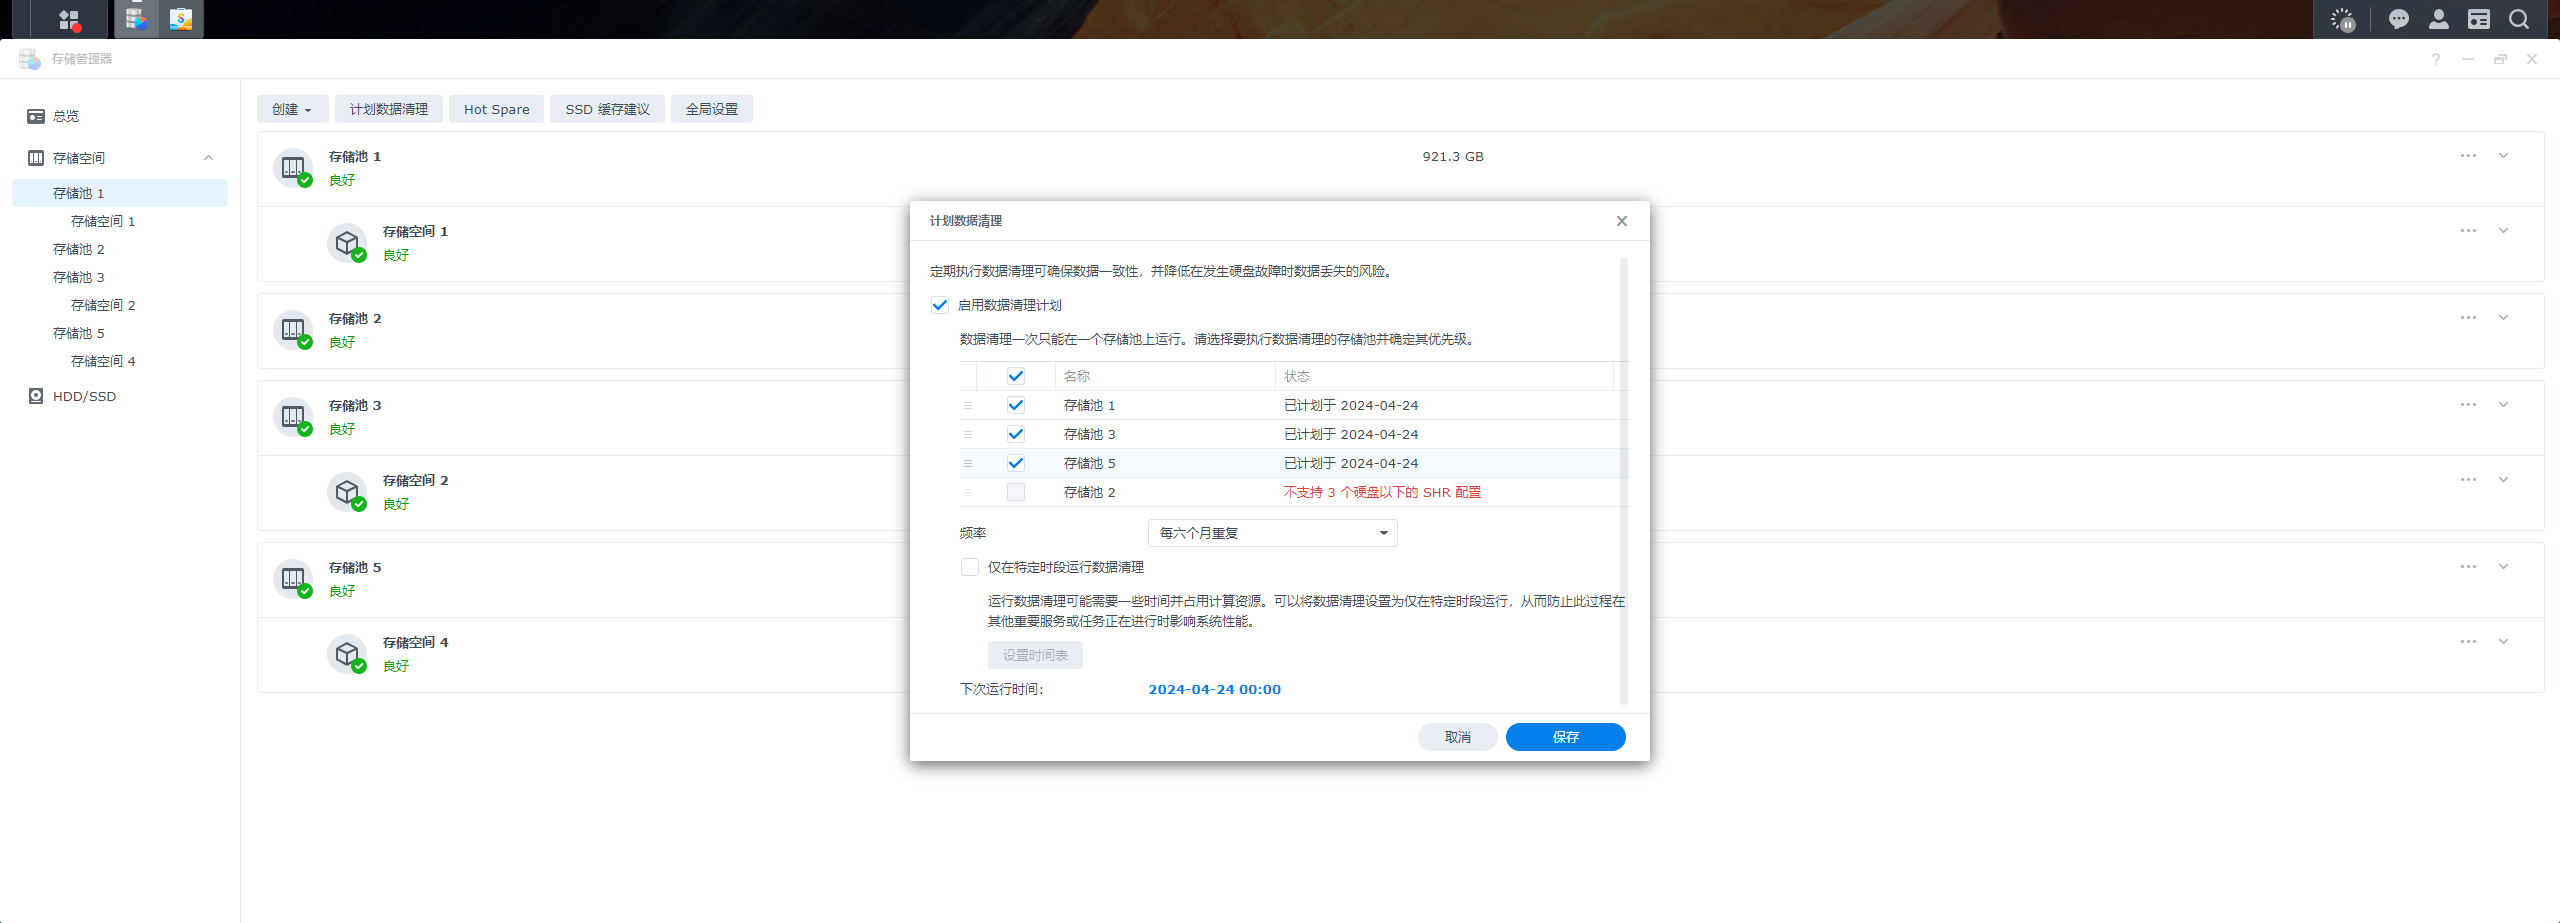 存储管理器
总览
存储空间
存储池 1
存储空间 1
存储池 2
存储池 3
存储空间 2
存储池 5
存储空间 4
HDD/SSD
创建
计划数据清理
Hot Spare
SSD 缓存建议
全局设置
存储池 1
921.3 GB
良好
存储空间 1
良好
存储池 2
良好
存储池 3
良好
存储空间 2
良好
存储池 5
良好
存储空间 4
良好
计划数据清理
定期执行数据清理可确保数据一致性，并降低在发生硬盘故障时数据丢失的风险。
启用数据清理计划
数据清理一次只能在一个存储池上运行。请选择要执行数据清理的存储池并确定其优先级。
名称 状态
存储池 1 已计划于 2024-04-24
存储池 3 已计划于 2024-04-24
存储池 5 已计划于 2024-04-24
存储池 2 不支持 3 个硬盘以下的 SHR 配置
频率 每六个月重复
仅在特定时段运行数据清理
运行数据清理可能需要一些时间并占用计算资源。可以将数据清理设置为仅在特定时段运行，从而防止此过程在
其他重要服务或任务正在进行时影响系统性能。
设置时间表
下次运行时间： 2024-04-24 00:00
取消
保存